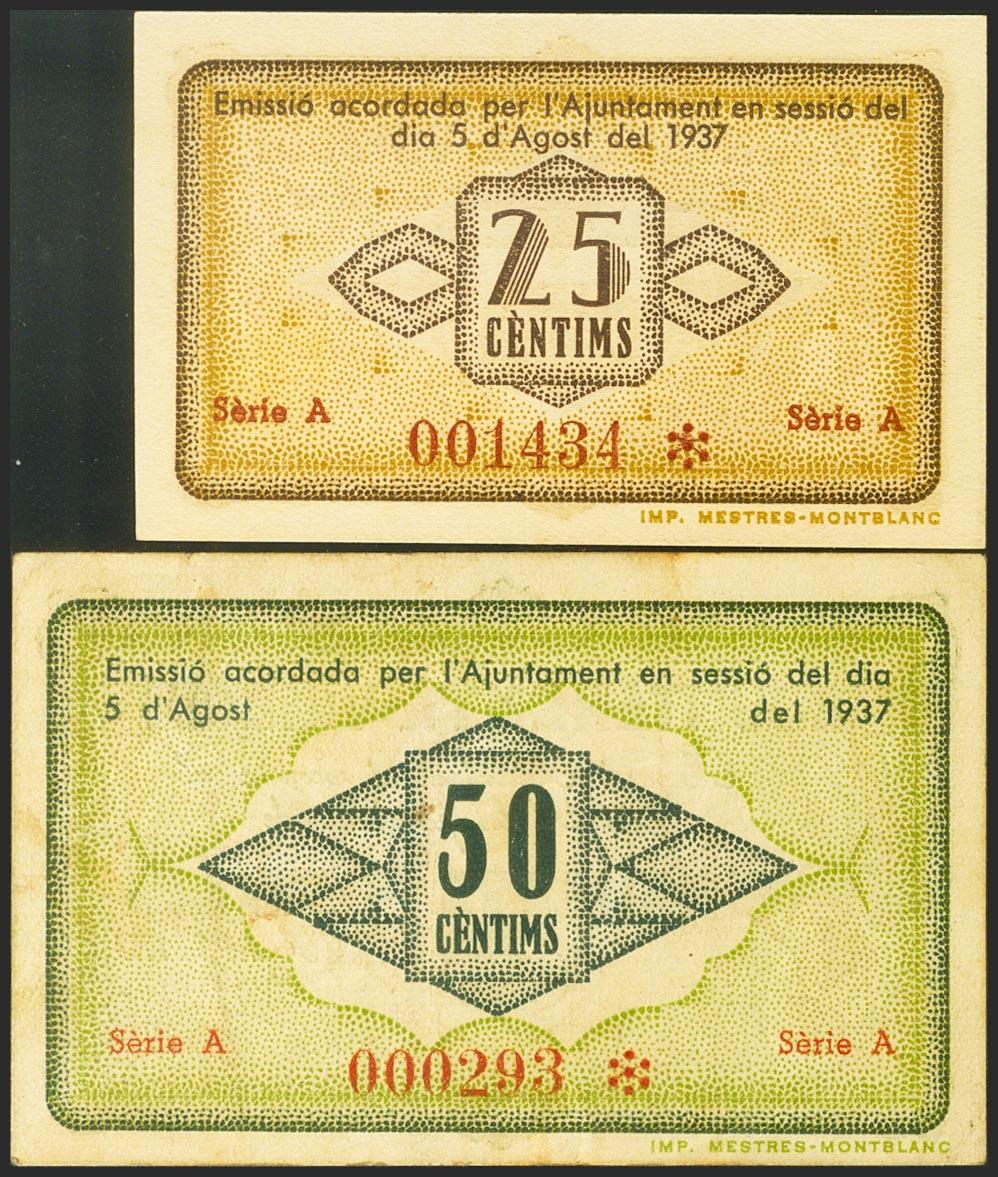 Emissió acordada per l'Ajuntament en sessió del
dia 5 d'Agost del 1937
25
CÈNTIMS
Sèrie A
Sèrie A
001434
IMP. MESTRES-MONTBLANC
Emissió acordada per l'Ajuntament en sessió del dia
5 d'Agost del 1937
50
CÈNTIMS
Sèrie A
Sèrie A
000293
IMP. MESTRES-MONTBLANC